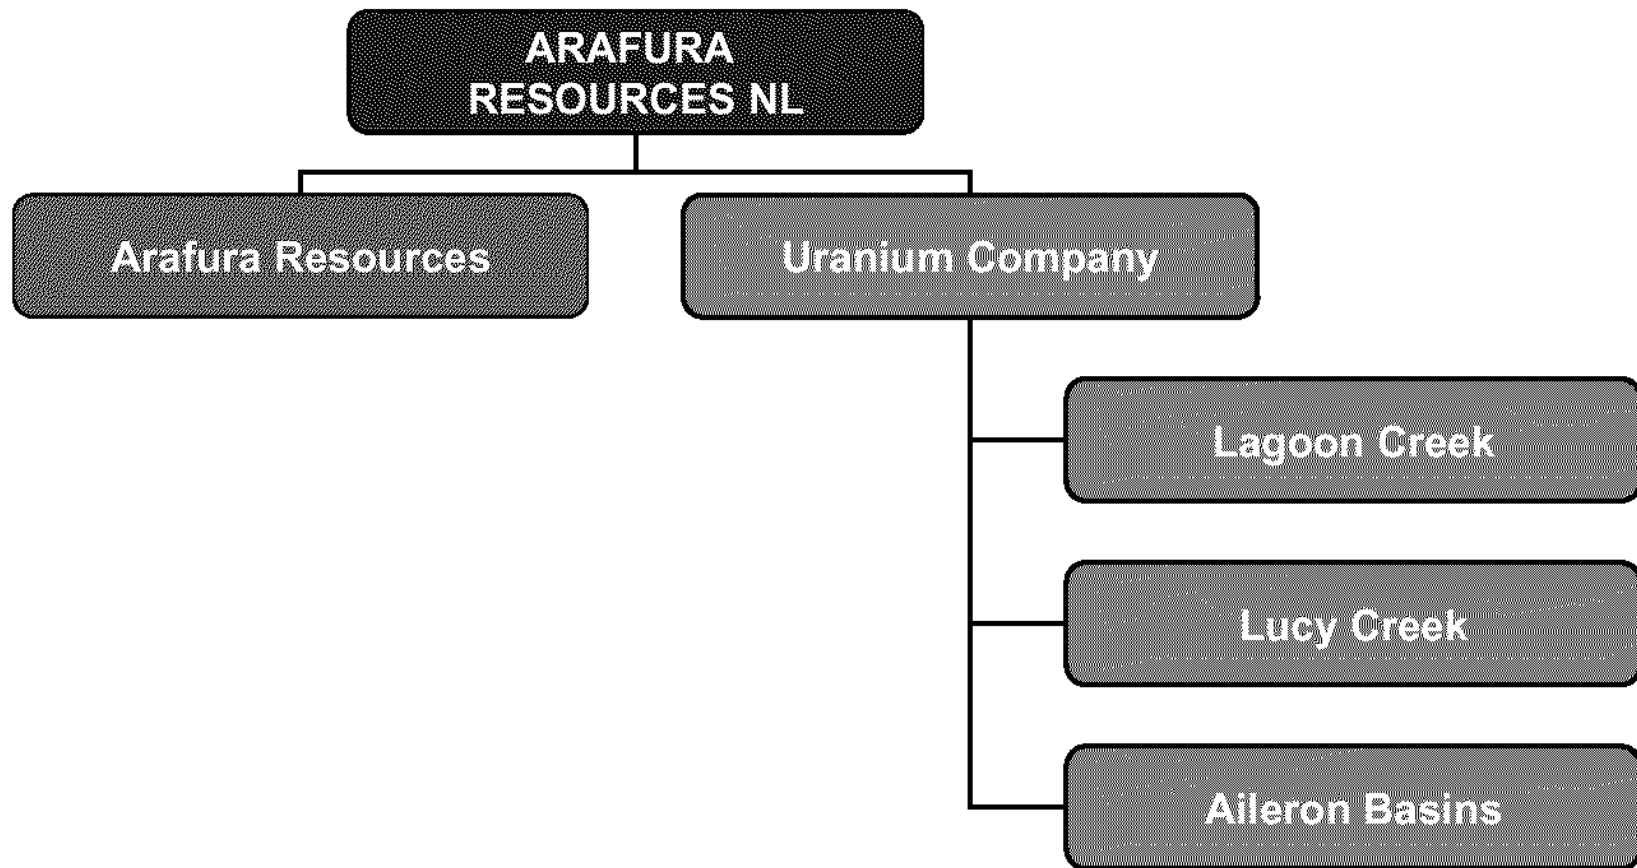 ARAFURA
RESOURCES NL
Arafura Resources
Uranium Company
Lagoon Creek
Lucy Creek
Aileron Basins